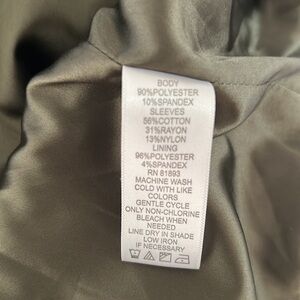 BODY
90%POLYESTER
10%SPANDEX
SLEEVES
56%COTTON
31%RAYON
13%NYLON
LINING
96%POLYESTER
4%SPANDEX
RN 81893
MACHINE WASH
COLD WITH LIKE
COLORS
GENTLE CYCLE
ONLY NON-CHLORINE
BLEACH WHEN
NEEDED
LINE DRY IN SHADE
LOW IRON
IF NECESSARY